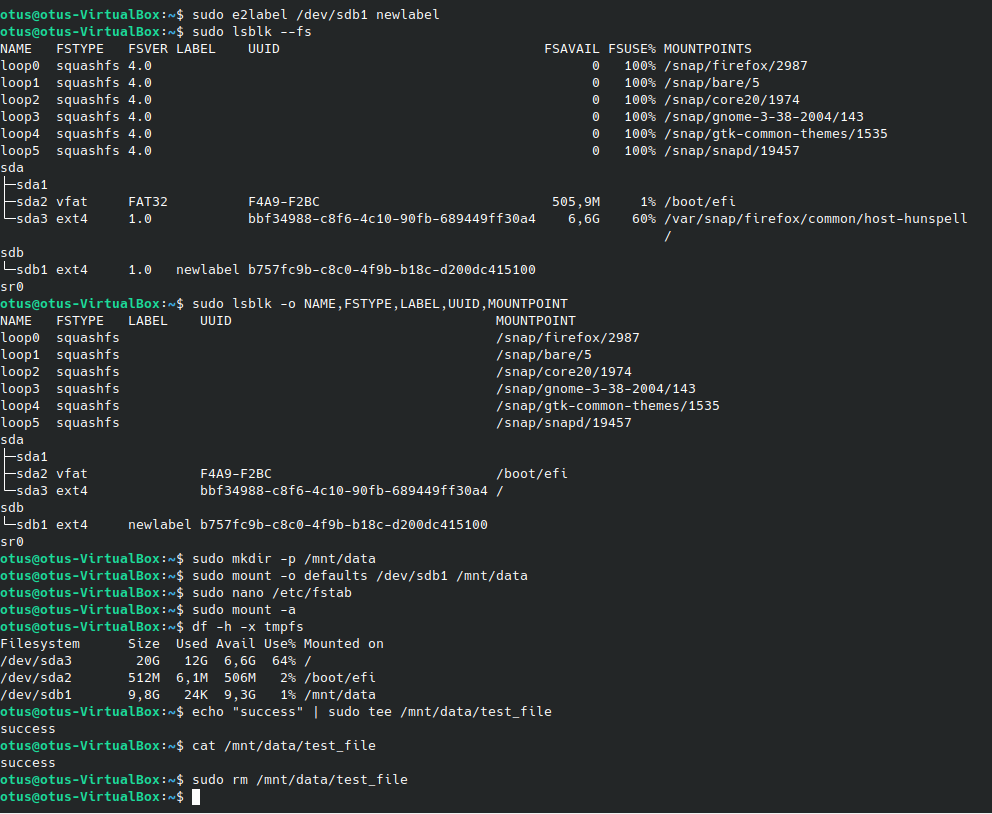 otus@otus-VirtualBox:~$ sudo e2label /dev/sdb1 newlabel
otus@otus-VirtualBox:~$ sudo lsblk --fs
NAME   FSTYPE   FSVER LABEL    UUID                                 FSAVAIL FSUSE% MOUNTPOINTS
loop0  squashfs 4.0                                                       0   100% /snap/firefox/2987
loop1  squashfs 4.0                                                       0   100% /snap/bare/5
loop2  squashfs 4.0                                                       0   100% /snap/core20/1974
loop3  squashfs 4.0                                                       0   100% /snap/gnome-3-38-2004/143
loop4  squashfs 4.0                                                       0   100% /snap/gtk-common-themes/1535
loop5  squashfs 4.0                                                       0   100% /snap/snapd/19457
sda
├─sda1
├─sda2 vfat     FAT32          F4A9-F2BC                             505,9M     1% /boot/efi
└─sda3 ext4     1.0            bbf34988-c8f6-4c10-90fb-689449ff30a4    6,6G    60% /var/snap/firefox/common/host-hunspell
                                                                                   /
sdb
└─sdb1 ext4     1.0   newlabel b757fc9b-c8c0-4f9b-b18c-d200dc415100
sr0
otus@otus-VirtualBox:~$ sudo lsblk -o NAME,FSTYPE,LABEL,UUID,MOUNTPOINT
NAME   FSTYPE   LABEL    UUID                                 MOUNTPOINT
loop0  squashfs                                               /snap/firefox/2987
loop1  squashfs                                               /snap/bare/5
loop2  squashfs                                               /snap/core20/1974
loop3  squashfs                                               /snap/gnome-3-38-2004/143
loop4  squashfs                                               /snap/gtk-common-themes/1535
loop5  squashfs                                               /snap/snapd/19457
sda
├─sda1
├─sda2 vfat              F4A9-F2BC                            /boot/efi
└─sda3 ext4              bbf34988-c8f6-4c10-90fb-689449ff30a4 /
sdb
└─sdb1 ext4     newlabel b757fc9b-c8c0-4f9b-b18c-d200dc415100
sr0
otus@otus-VirtualBox:~$ sudo mkdir -p /mnt/data
otus@otus-VirtualBox:~$ sudo mount -o defaults /dev/sdb1 /mnt/data
otus@otus-VirtualBox:~$ sudo nano /etc/fstab
otus@otus-VirtualBox:~$ sudo mount -a
otus@otus-VirtualBox:~$ df -h -x tmpfs
Filesystem      Size  Used Avail Use% Mounted on
/dev/sda3        20G   12G  6,6G  64% /
/dev/sda2       512M  6,1M  506M   2% /boot/efi
/dev/sdb1       9,8G   24K  9,3G   1% /mnt/data
otus@otus-VirtualBox:~$ echo "success" | sudo tee /mnt/data/test_file
success
otus@otus-VirtualBox:~$ cat /mnt/data/test_file
success
otus@otus-VirtualBox:~$ sudo rm /mnt/data/test_file
otus@otus-VirtualBox:~$